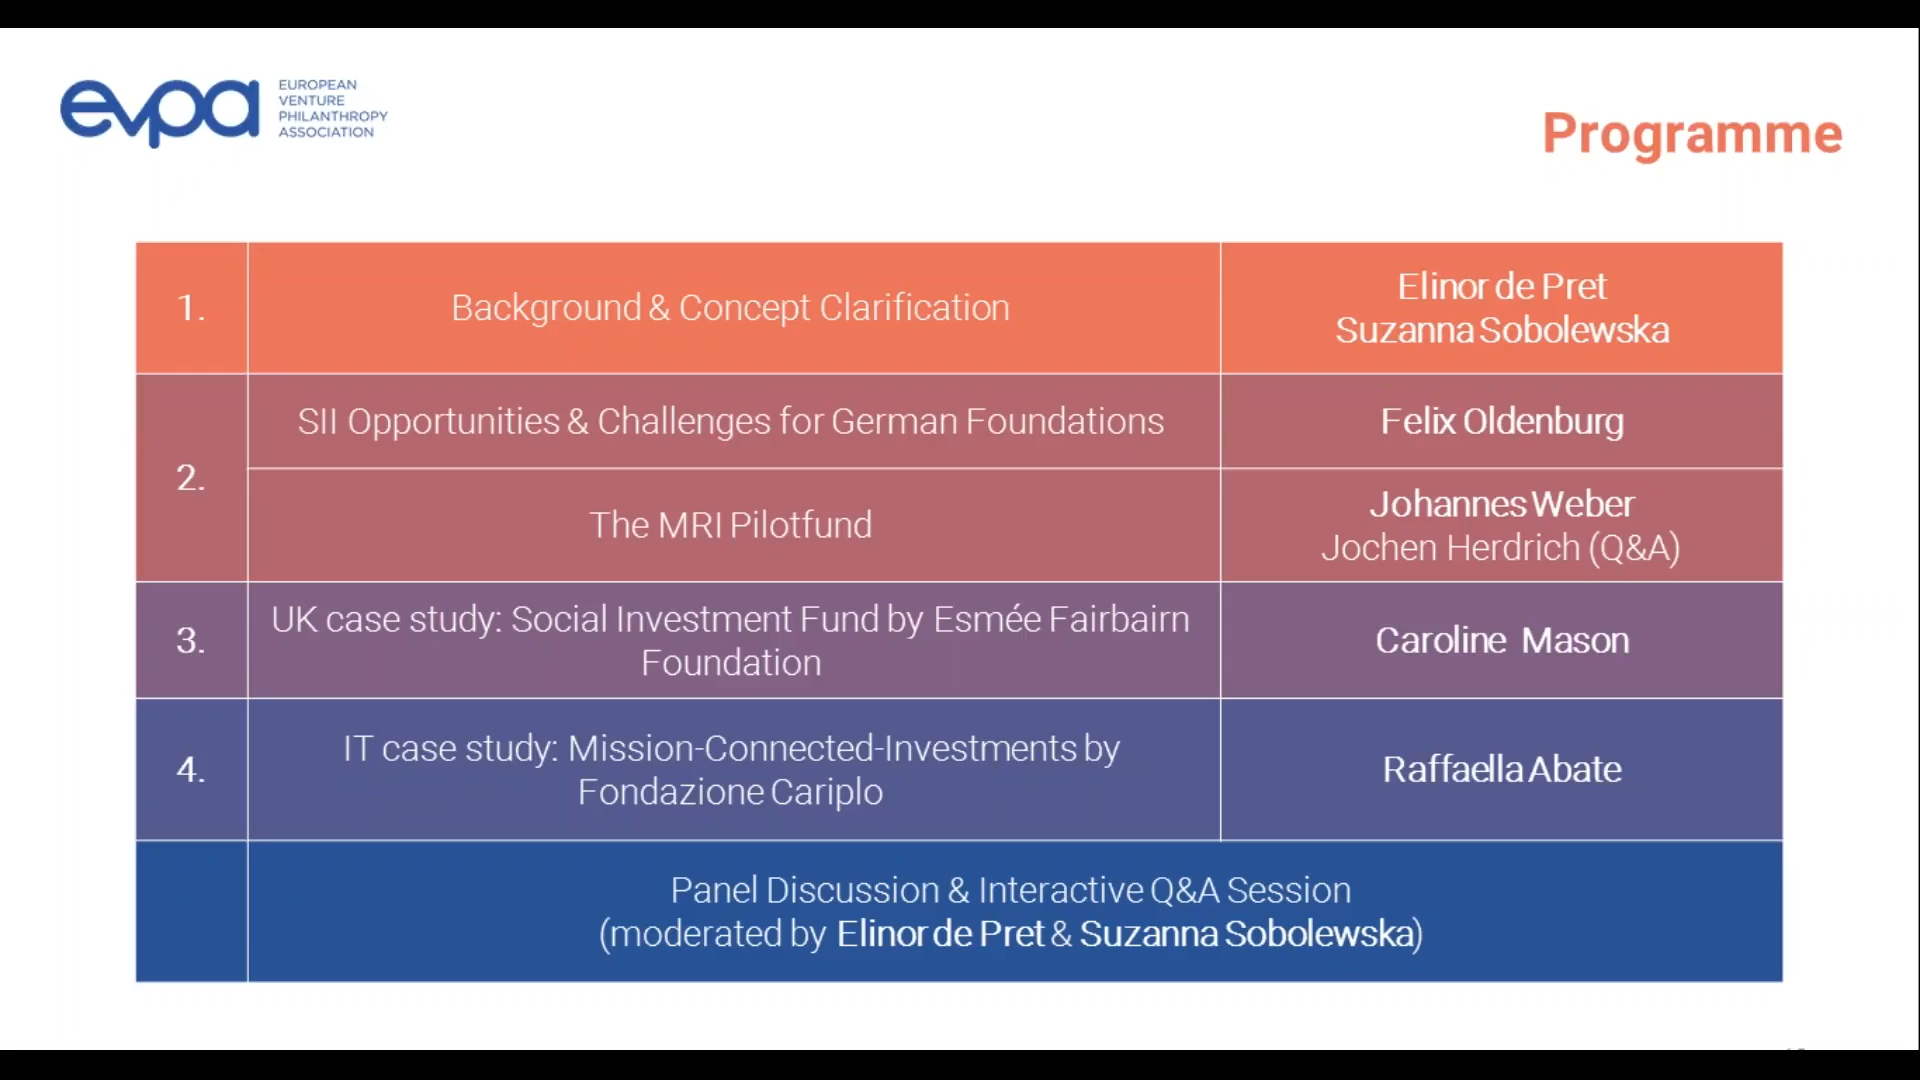 evpa
EUROPEAN
VENTURE
PHILANTHROPY
ASSOCIATION
Programme
1.
Background & Concept Clarification
Elinor de Pret
Suzanna Sobolewska
2.
SII Opportunities & Challenges for German Foundations
Felix Oldenburg
The MRI Pilotfund
Johannes Weber
Jochen Herdrich (Q&A)
3.
UK case study: Social Investment Fund by Esmée Fairbairn
Foundation
Caroline Mason
4.
IT case study: Mission-Connected-Investments by
Fondazione Cariplo
Raffaella Abate
Panel Discussion & Interactive Q&A Session
(moderated by Elinor de Pret & Suzanna Sobolewska)